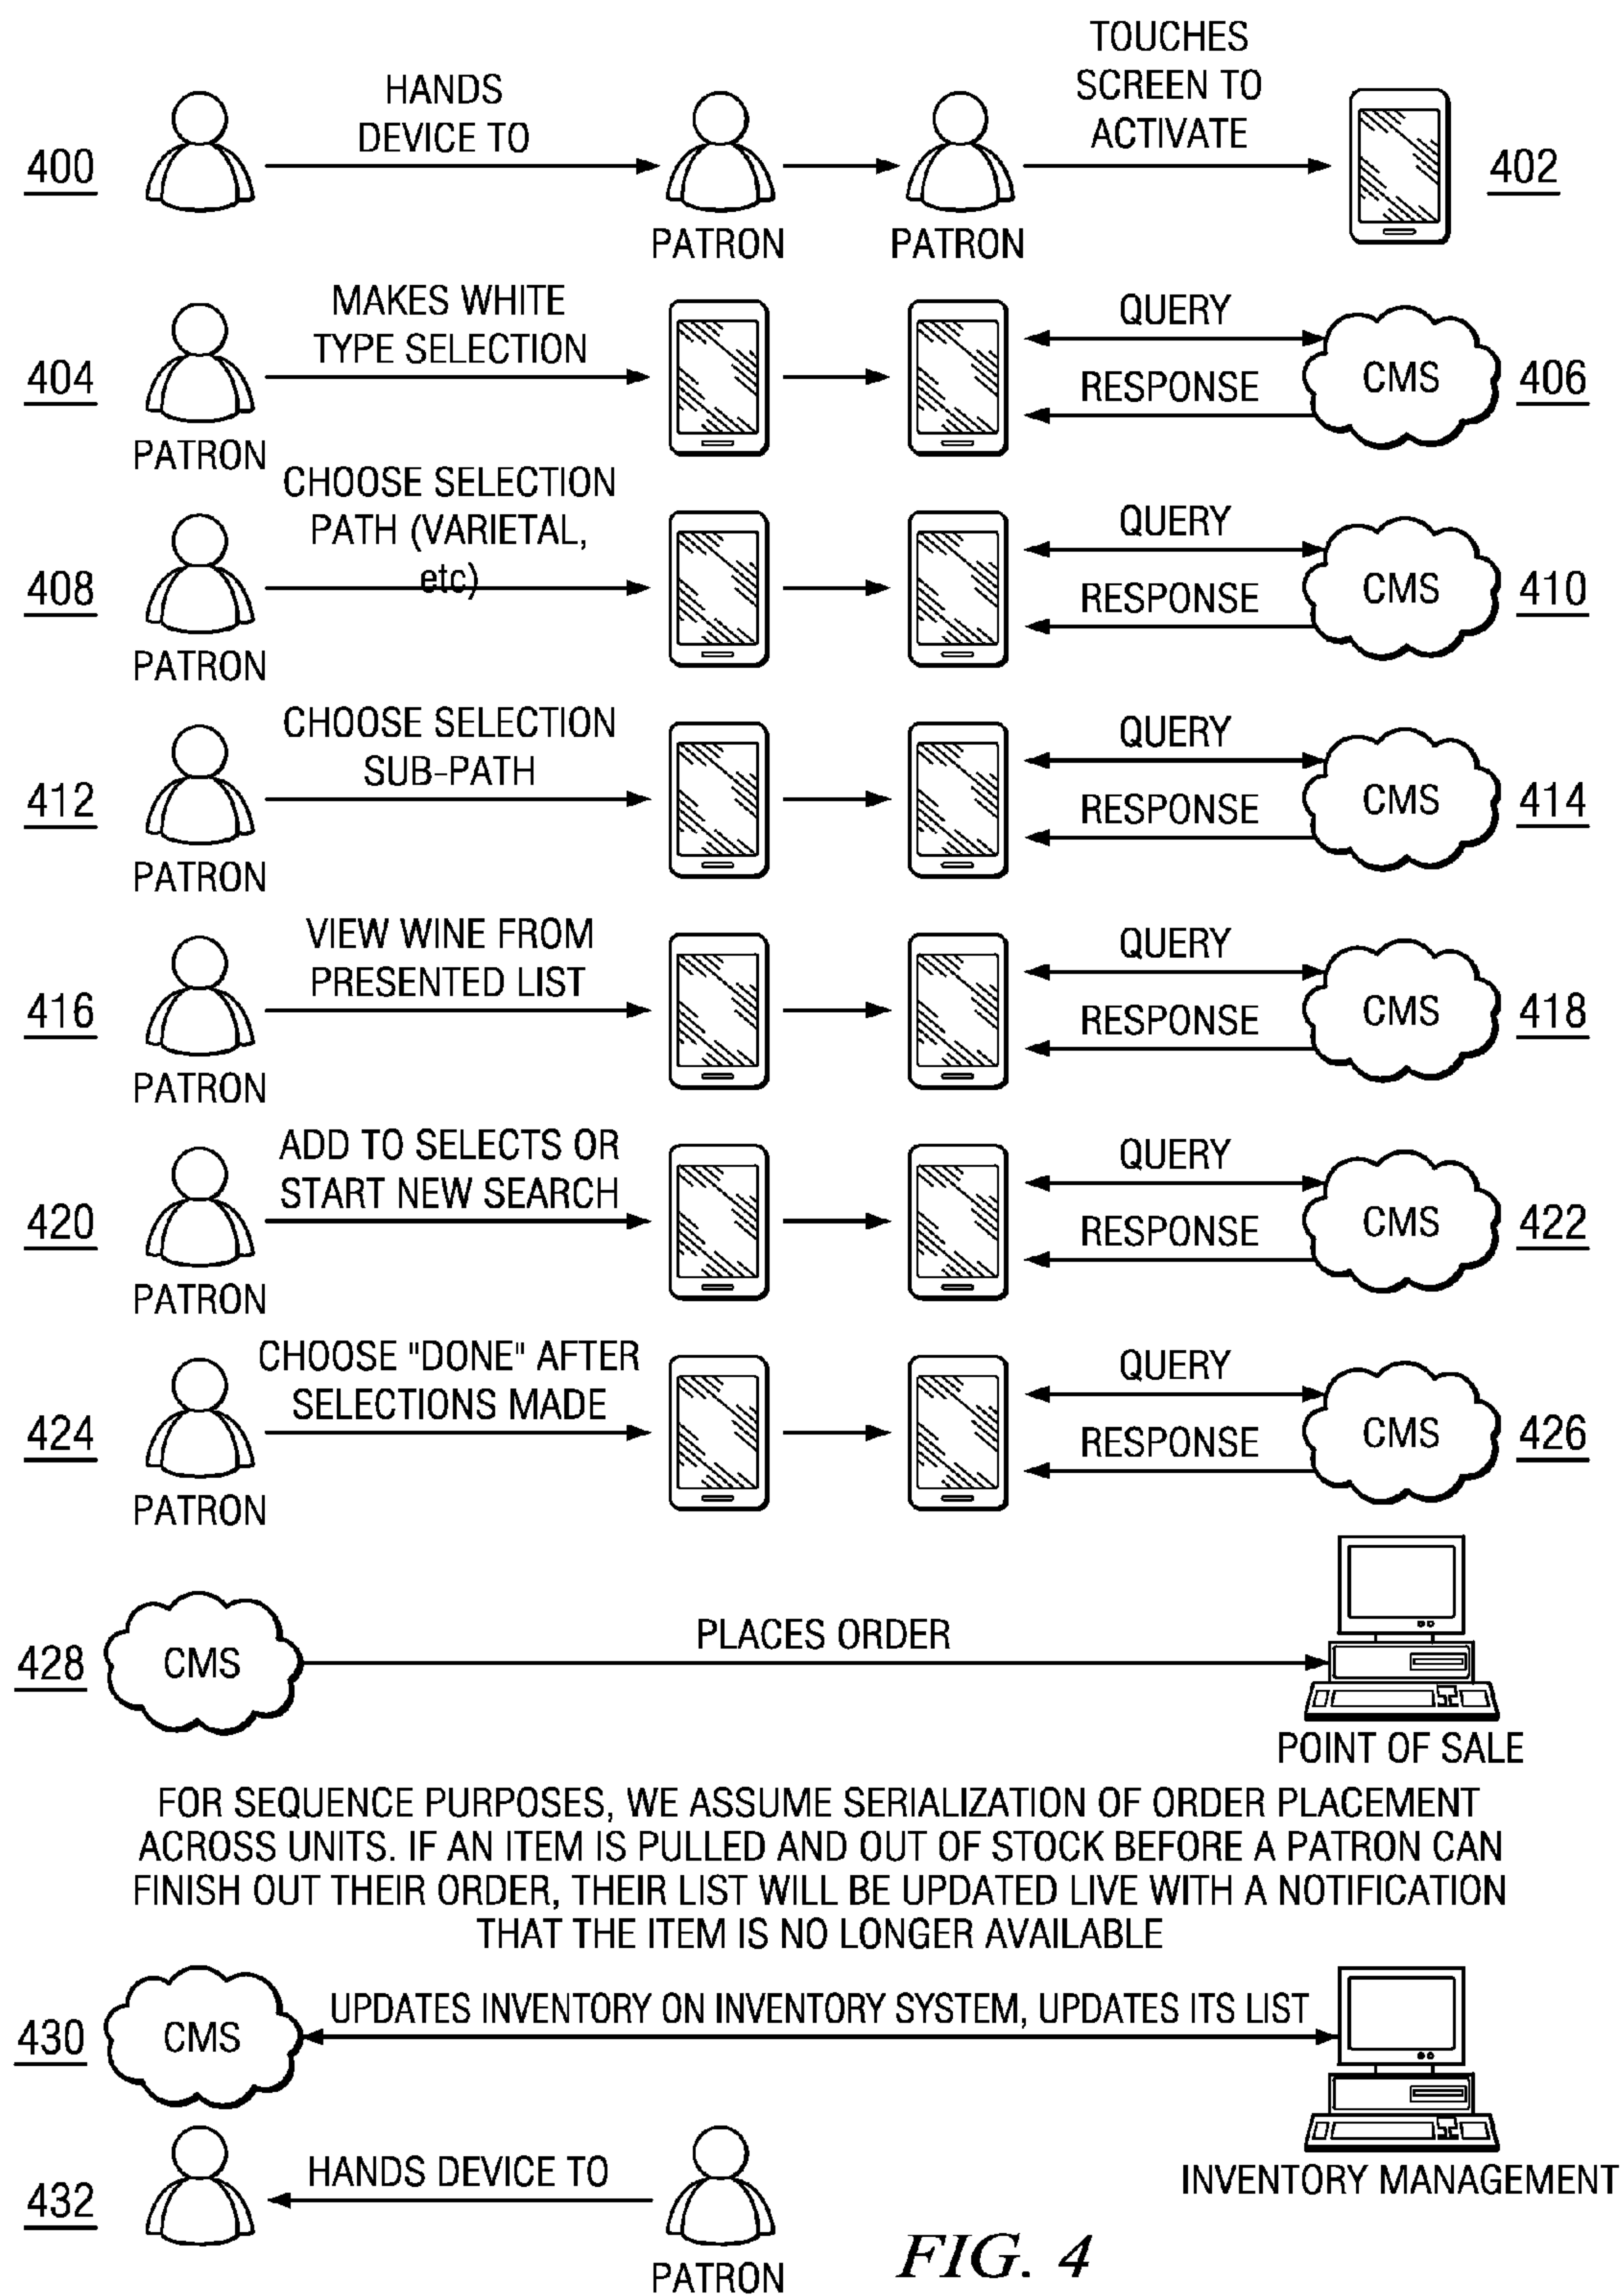 400
HANDS
DEVICE TO
PATRON
PATRON
TOUCHES
SCREEN TO
ACTIVATE
402
404
PATRON
MAKES WHITE
TYPE SELECTION
QUERY
RESPONSE
CMS
406
408
PATRON
CHOOSE SELECTION
PATH (VARIETAL,
etc)
QUERY
RESPONSE
CMS
410
412
PATRON
CHOOSE SELECTION
SUB-PATH
QUERY
RESPONSE
CMS
414
416
PATRON
VIEW WINE FROM
PRESENTED LIST
QUERY
RESPONSE
CMS
418
420
PATRON
ADD TO SELECTS OR
START NEW SEARCH
QUERY
RESPONSE
CMS
422
424
PATRON
CHOOSE "DONE" AFTER
SELECTIONS MADE
QUERY
RESPONSE
CMS
426
428
CMS
PLACES ORDER
POINT OF SALE
FOR SEQUENCE PURPOSES, WE ASSUME SERIALIZATION OF ORDER PLACEMENT
ACROSS UNITS. IF AN ITEM IS PULLED AND OUT OF STOCK BEFORE A PATRON CAN
FINISH OUT THEIR ORDER, THEIR LIST WILL BE UPDATED LIVE WITH A NOTIFICATION
THAT THE ITEM IS NO LONGER AVAILABLE
430
CMS
UPDATES INVENTORY ON INVENTORY SYSTEM, UPDATES ITS LIST
INVENTORY MANAGEMENT
432
HANDS DEVICE TO
PATRON
FIG. 4